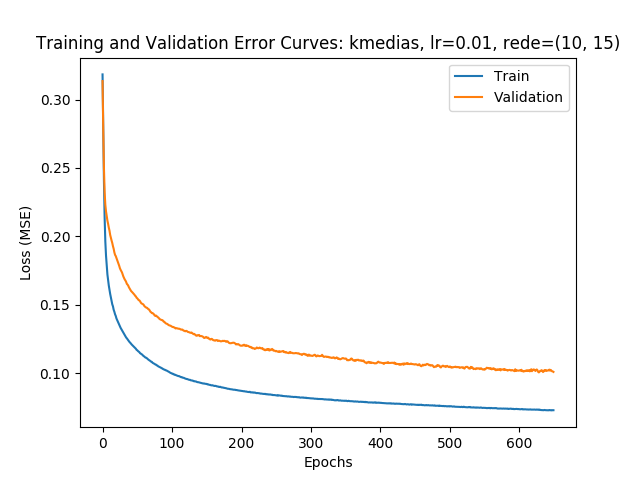 Training and Validation Error Curves: kmedias, lr=0.01, rede=(10, 15)
Train
Validation
Loss (MSE)
0.30
0.25
0.20
0.15
0.10
0 100 200 300 400 500 600
Epochs